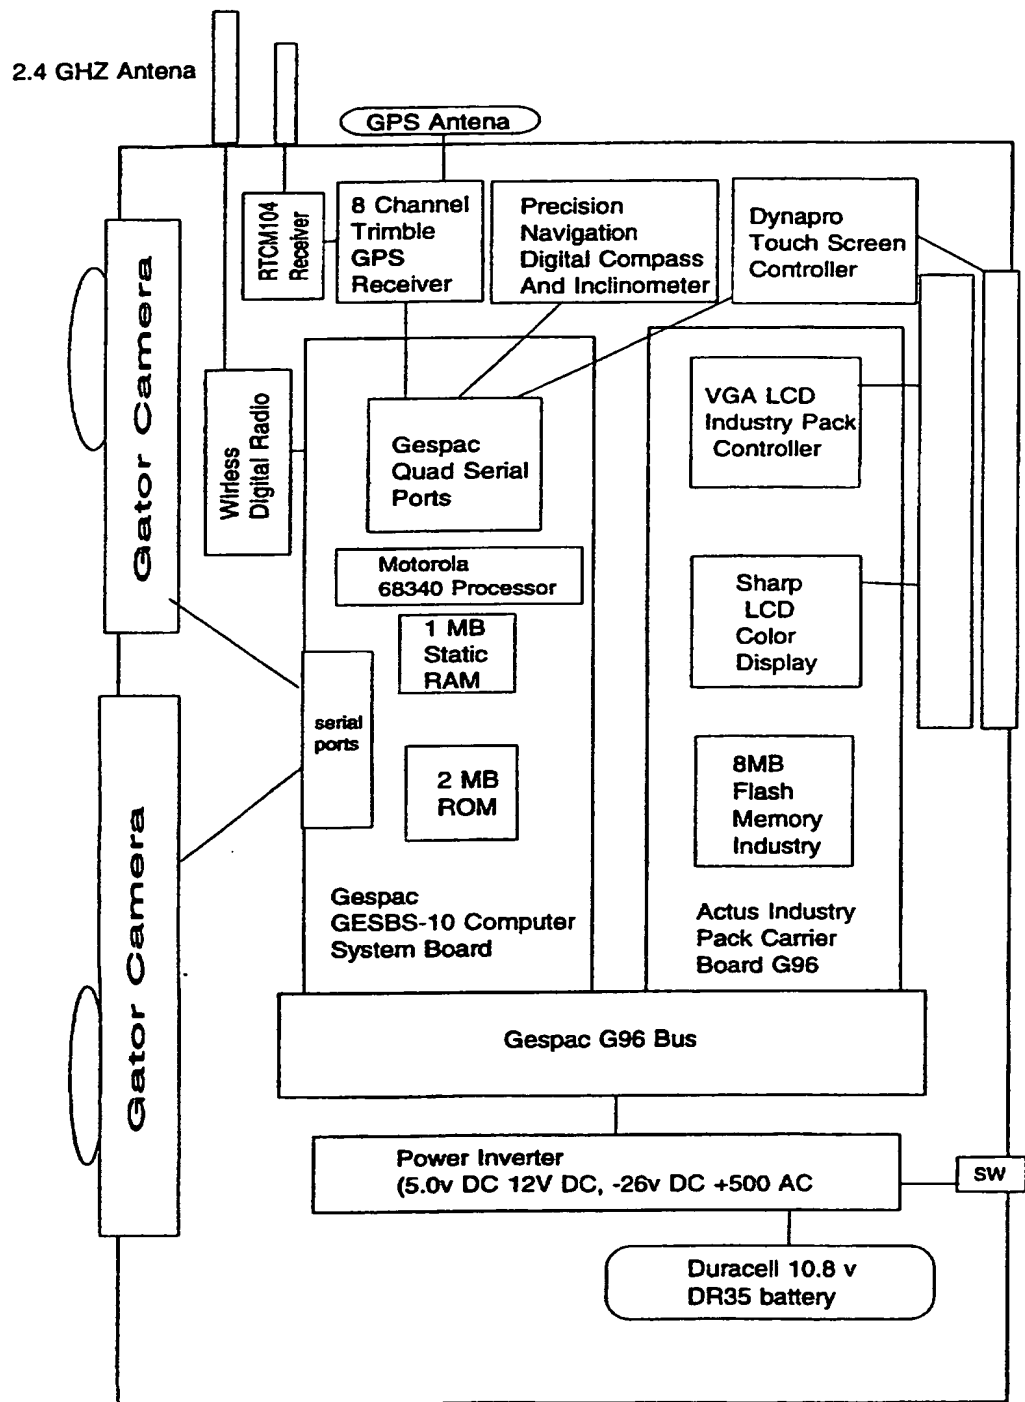 2.4 GHZ Antena
GPS Antena
RTCM104
Receiver
8 Channel
Trimble
GPS
Receiver
Precision
Navigation
Digital Compass
And Inclinometer
Dynapro
Touch Screen
Controller
Gator Camera
Wirless
Digital Radio
Gespac
Quad Serial
Ports
VGA LCD
Industry Pack
Controller
Motorola
68340 Processor
1 MB
Static
RAM
Sharp
LCD
Color
Display
serial
ports
2 MB
ROM
8MB
Flash
Memory
Industry
Gator Camera
Gespac
GESBS-10 Computer
System Board
Actus Industry
Pack Carrier
Board G96
Gespac G96 Bus
Power Inverter
(5.0v DC 12V DC, -26v DC +500 AC
SW
Duracell 10.8 v
DR35 battery